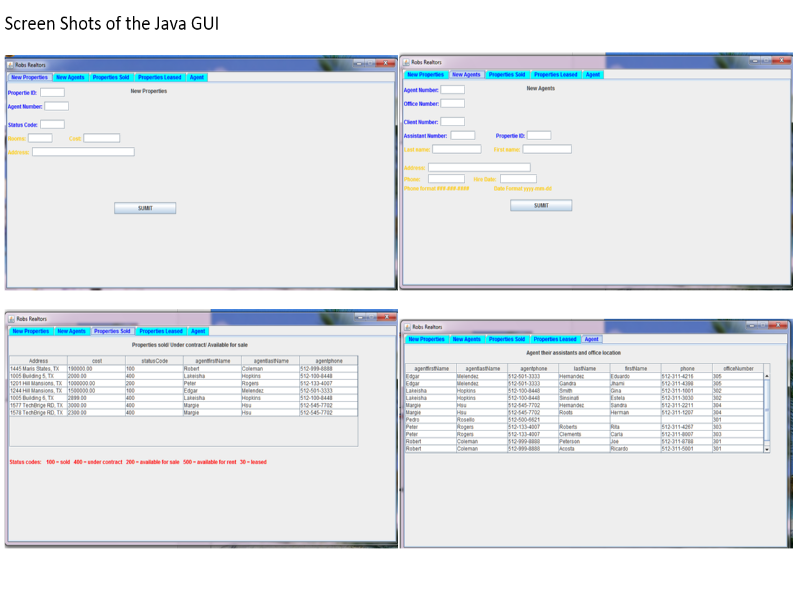 Screen Shots of the Java GUI
Robs Realtors
New Properties New Agents Properties Sold Properties Leased Agent
Propertie ID: New Properties
Agent Number:
Status Code:
Rooms: Cost:
Address:
SUMIT
Robs Realtors
New Properties New Agents Properties Sold Properties Leased Agent
Agent Number: New Agents
Office Number:
Client Number:
Assistant Number: Propertie ID:
Last name: First name:
Address:
Phone: Hire Date:
Phone format ###-###-#### Date Format yyyy-mm-dd
SUMIT
Robs Realtors
New Properties New Agents Properties Sold Properties Leased Agent
Properties sold/ Under contract/ Available for sale
Address cost statusCode agentfirstName agentlastName agentphone
1445 Maris States, TX 190000.00 100 Robert Coleman 512-999-8888
1005 Building 5, TX 2000.00 400 Lakeisha Hopkins 512-100-8448
1201 Hill Mansions, TX 1000000.00 200 Peter Rogers 512-133-4007
1244 Hill Mansions, TX 1500000.00 100 Edgar Melendez 512-501-3333
1005 Building 6, TX 2899.00 400 Lakeisha Hopkins 512-100-8448
1577 TechBrige RD, TX 3000.00 400 Margie Hou 512-545-7702
1578 TechBrige RD, TX 2300.00 400 Margie Hou 512-545-7702
Status codes: 100 = sold 400 = under contract 200 = available for sale 500 = available for rent 30 = leased
Robs Realtors
New Properties New Agents Properties Sold Properties Leased Agent
Agent their assistants and office location
agentfirstName agentlastName agentphone lastName firstName phone officeNumber
Edgar Melendez 512-501-3333 Hernandez Eduardo 512-311-4216 305
Edgar Melendez 512-501-3333 Gandra Jhami 512-311-4398 305
Lakeisha Hopkins 512-100-8448 Smith Gina 512-311-1001 302
Lakeisha Hopkins 512-100-8448 Sinsinati Estela 512-311-3030 302
Margie Hou 512-545-7702 Hernandez Sandra 512-311-2211 304
Margie Hou 512-545-7702 Roots Herman 512-311-1207 304
Pedro Rosello 512-500-6621 301
Peter Rogers 512-133-4007 Roberts Rita 512-311-4267 303
Peter Rogers 512-133-4007 Clements Carla 512-311-8007 303
Robert Coleman 512-999-8888 Peterson Joe 512-311-8788 301
Robert Coleman 512-999-8888 Acosta Ricardo 512-311-5001 301